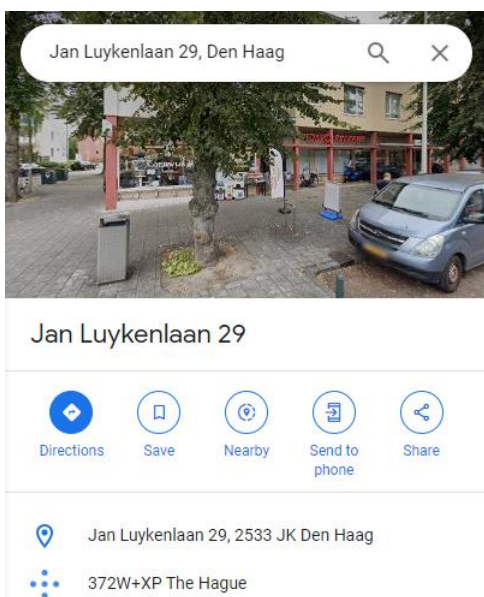 Jan Luykenlaan 29, Den Haag
Jan Luykenlaan 29
Directions
Save
Nearby
Send to
phone
Share
Jan Luykenlaan 29, 2533 JK Den Haag
372W+XP The Hague